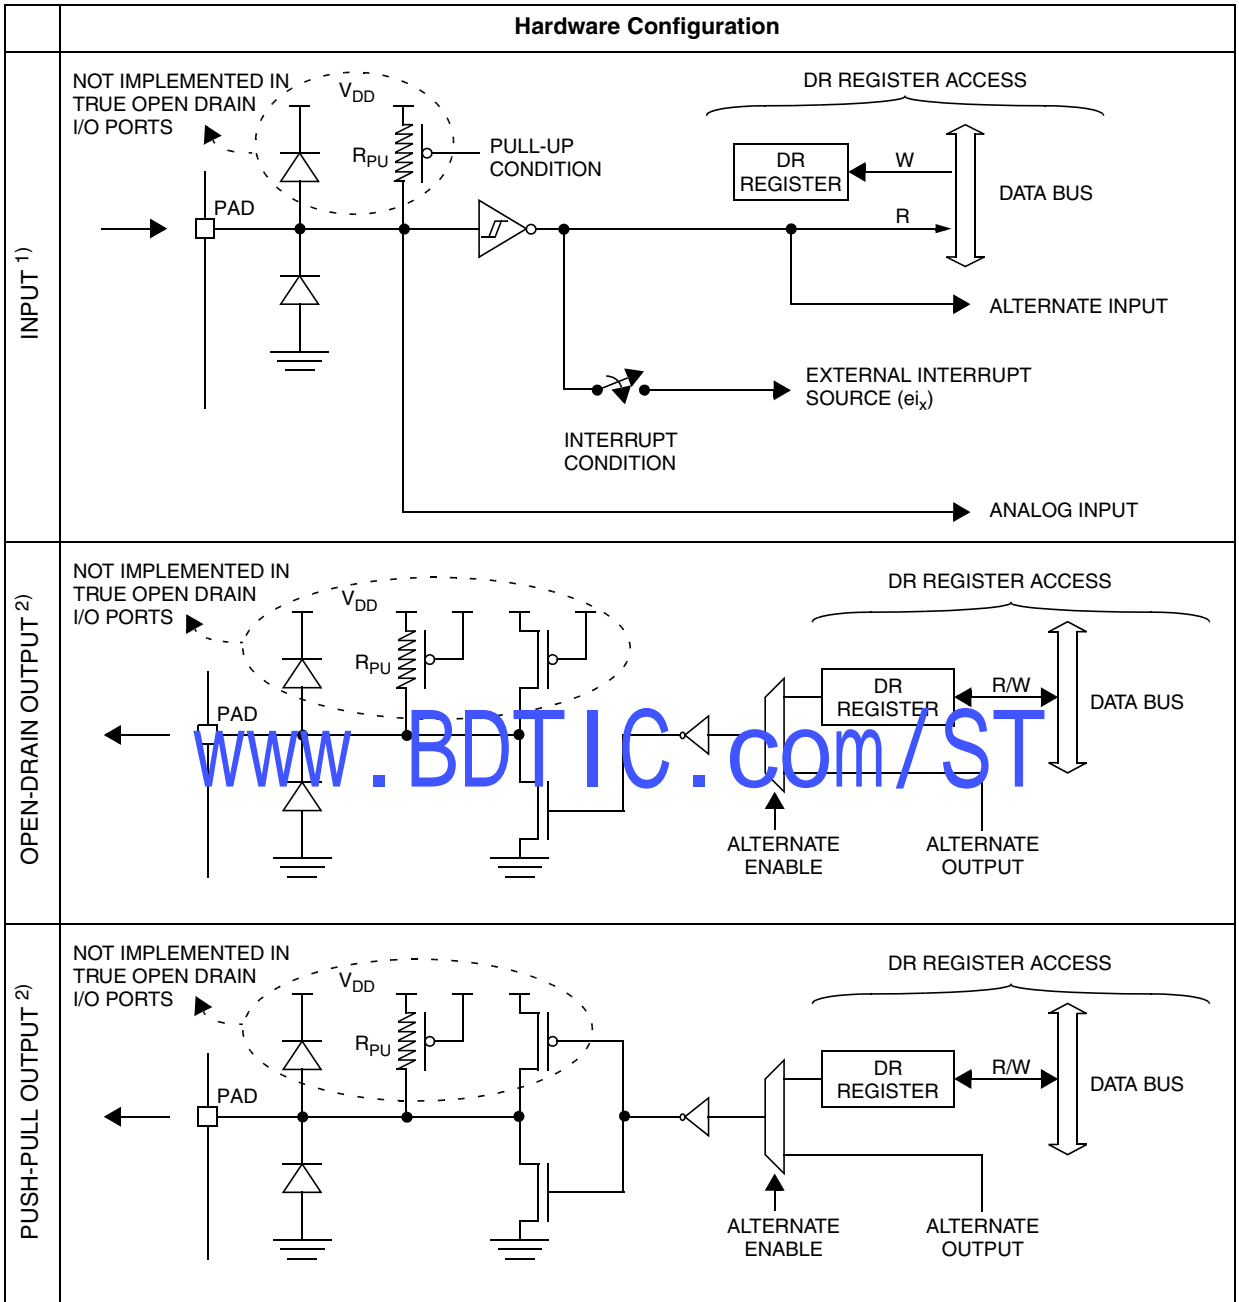 Hardware Configuration
INPUT 1)
NOT IMPLEMENTED IN
TRUE OPEN DRAIN
I/O PORTS
VDD
RPU
PULL-UP
CONDITION
PAD
DR REGISTER ACCESS
DR
REGISTER
W
R
DATA BUS
ALTERNATE INPUT
EXTERNAL INTERRUPT
SOURCE (eix)
INTERRUPT
CONDITION
ANALOG INPUT
OPEN-DRAIN OUTPUT 2)
NOT IMPLEMENTED IN
TRUE OPEN DRAIN
I/O PORTS
VDD
RPU
PAD
DR REGISTER ACCESS
DR
REGISTER
R/W
DATA BUS
ALTERNATE
ENABLE
ALTERNATE
OUTPUT
www.BDTIC.com/ST
PUSH-PULL OUTPUT 2)
NOT IMPLEMENTED IN
TRUE OPEN DRAIN
I/O PORTS
VDD
RPU
PAD
DR REGISTER ACCESS
DR
REGISTER
R/W
DATA BUS
ALTERNATE
ENABLE
ALTERNATE
OUTPUT